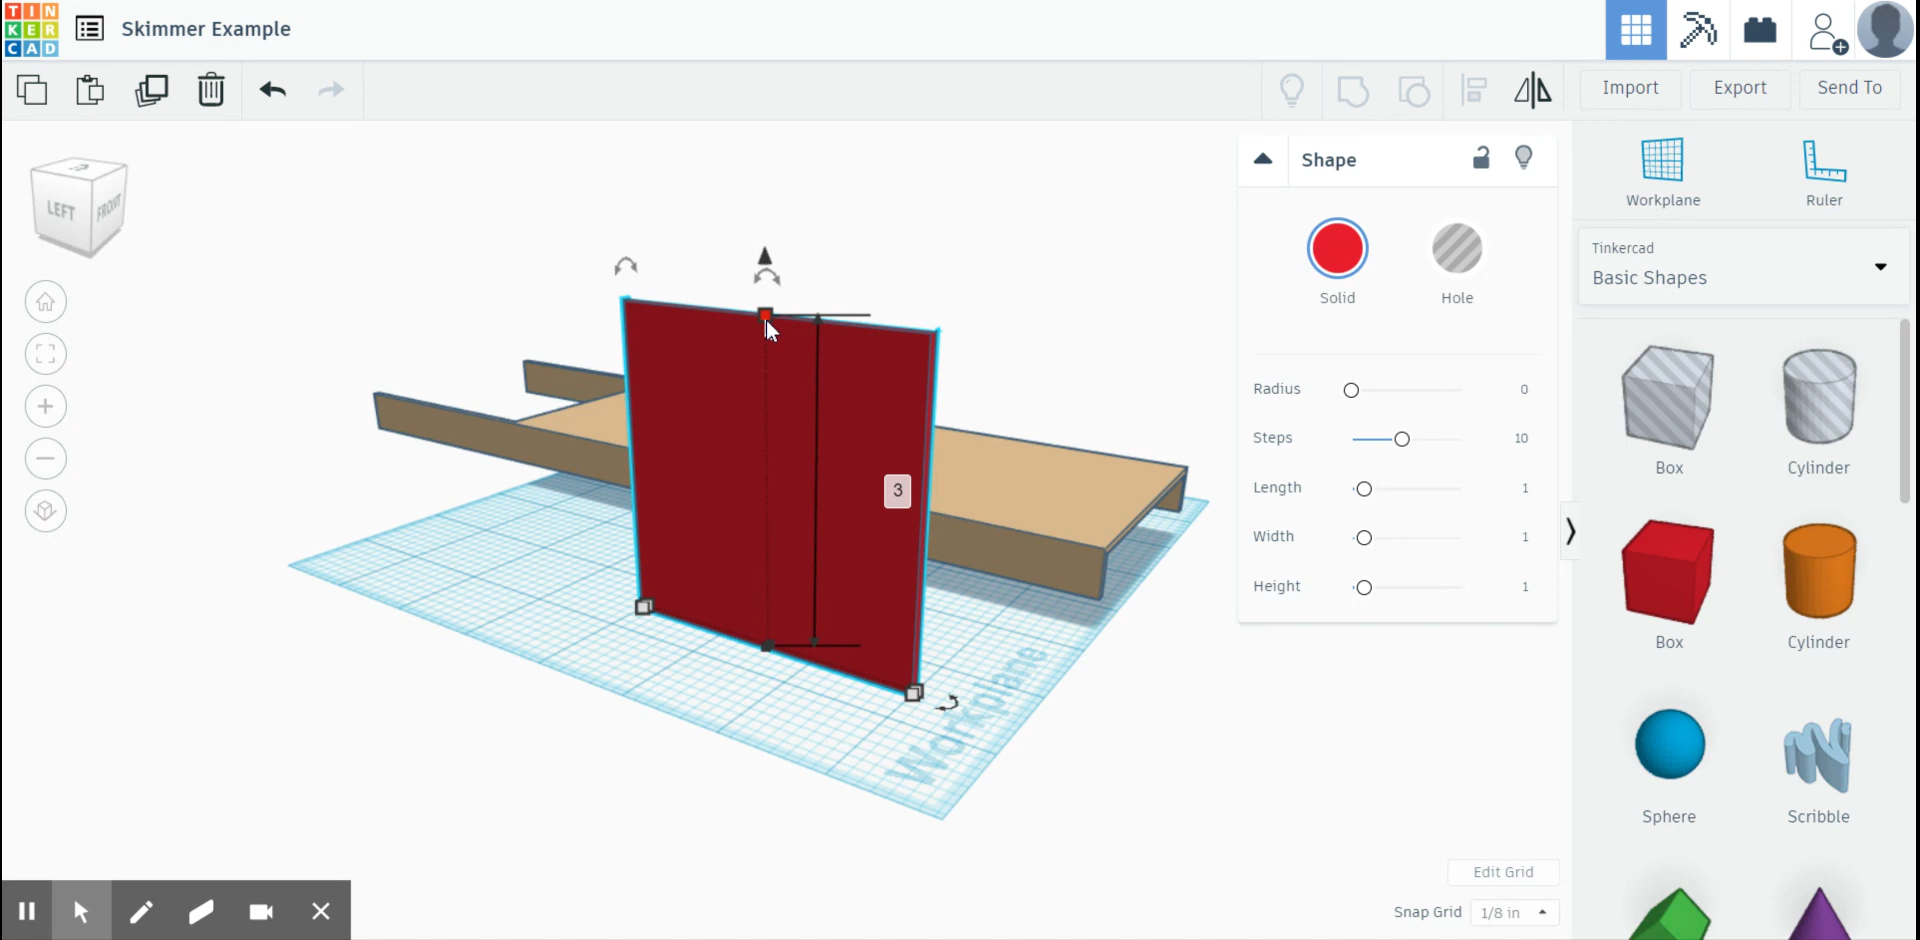 TIN
KER
CAD
Skimmer Example
Import
Export
Send To
LEFT
FRONT
Shape
Solid
Hole
Radius 0
Steps 10
Length 1
Width 1
Height 1
3
Workplane
Workplane
Ruler
Tinkercad
Basic Shapes
Box
Cylinder
Box
Cylinder
Sphere
Scribble
Edit Grid
Snap Grid 1/8 in